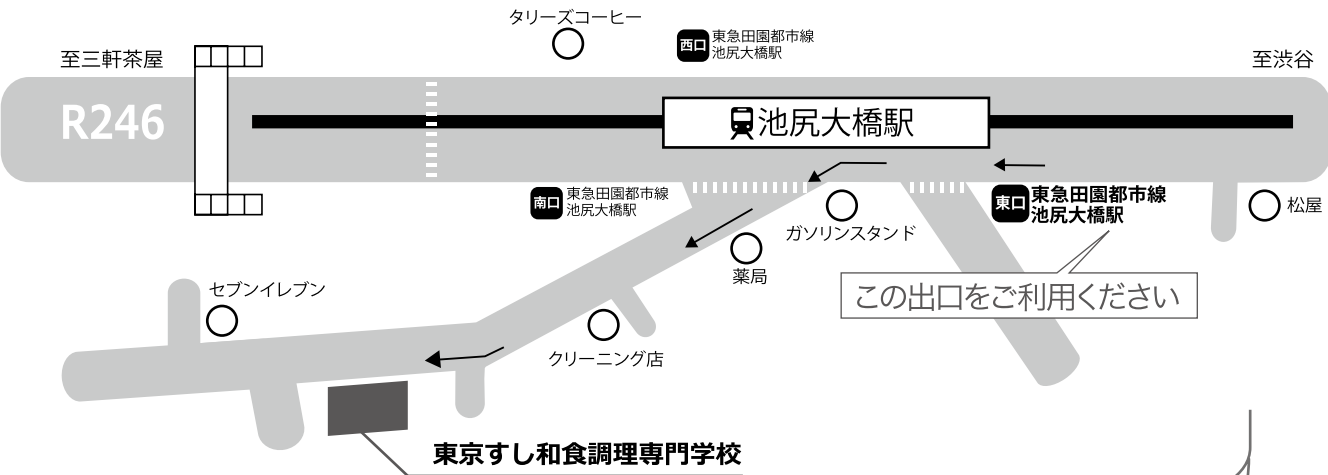 タリーズコーヒー
西口
東急田園都市線
池尻大橋駅
至三軒茶屋
至渋谷
R246
池尻大橋駅
南口
東急田園都市線
池尻大橋駅
東口
東急田園都市線
池尻大橋駅
松屋
ガソリンスタンド
薬局
この出口をご利用ください
セブンイレブン
クリーニング店
東京すし和食調理専門学校